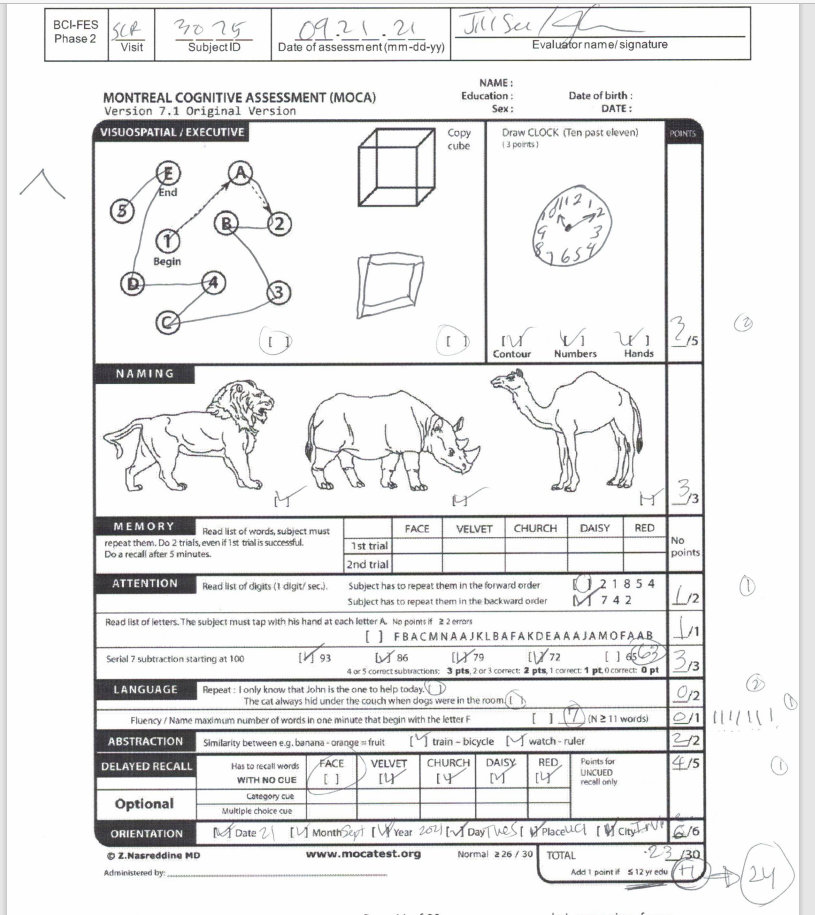 BCI-FES Phase 2 SCR Visit 3025 Subject ID 09.21.21 Date of assessment (mm-dd-yy) Evaluator name/signature
NAME :
MONTREAL COGNITIVE ASSESSMENT (MOCA) Education : Date of birth :
Version 7.1 Original Version Sex : DATE :
VISUOSPATIAL / EXECUTIVE Copy cube Draw CLOCK (Ten past eleven) POINTS
(3 points)
E A
End
5 B 2
1
Begin
D 4 3
C
11 12 1
10 2
9 3
8 4
7 6 5
[ ] [ ] [✓] [✓] [✓] 3/5 2
Contour Numbers Hands
NAMING
[✓] [✓] [✓] 3/3
MEMORY Read list of words, subject must FACE VELVET CHURCH DAISY RED No points
repeat them. Do 2 trials, even if 1st trial is successful. 1st trial
Do a recall after 5 minutes. 2nd trial
ATTENTION Read list of digits (1 digit/ sec.). Subject has to repeat them in the forward order [ ] 2 1 8 5 4 1
Subject has to repeat them in the backward order [✓] 7 4 2 1/2
Read list of letters. The subject must tap with his hand at each letter A. No points if ≥ 2 errors
[ ] F B A C M N A A J K L B A F A K D E A A A J A M O F A A B 1/1
Serial 7 subtraction starting at 100 [✓] 93 [✓] 86 [✓] 79 [✓] 72 [ ] 65 63 3/3
4 or 5 correct subtractions: 3 pts, 2 or 3 correct: 2 pts, 1 correct: 1 pt, 0 correct: 0 pt
LANGUAGE Repeat : I only know that John is the one to help today. [ ] 2
The cat always hid under the couch when dogs were in the room. [ ] 0/2
Fluency / Name maximum number of words in one minute that begin with the letter F [ ] 7 (N ≥ 11 words) 0/1 1
ABSTRACTION Similarity between e.g. banana - orange = fruit [✓] train – bicycle [✓] watch - ruler 2/2
DELAYED RECALL Has to recall words WITH NO CUE FACE [ ] VELVET [✓] CHURCH [✓] DAISY [✓] RED [✓] Points for UNCUED recall only 4/5 1
Optional Category cue
Multiple choice cue
ORIENTATION [✓] Date 21 [✓] Month Sept [✓] Year 2021 [✓] Day Tues [✓] Place UCI [✓] City 6/6
© Z.Nasreddine MD www.mocatest.org Normal ≥ 26 / 30 TOTAL 23/30
Administered by: Add 1 point if ≤ 12 yr edu +1 → 24